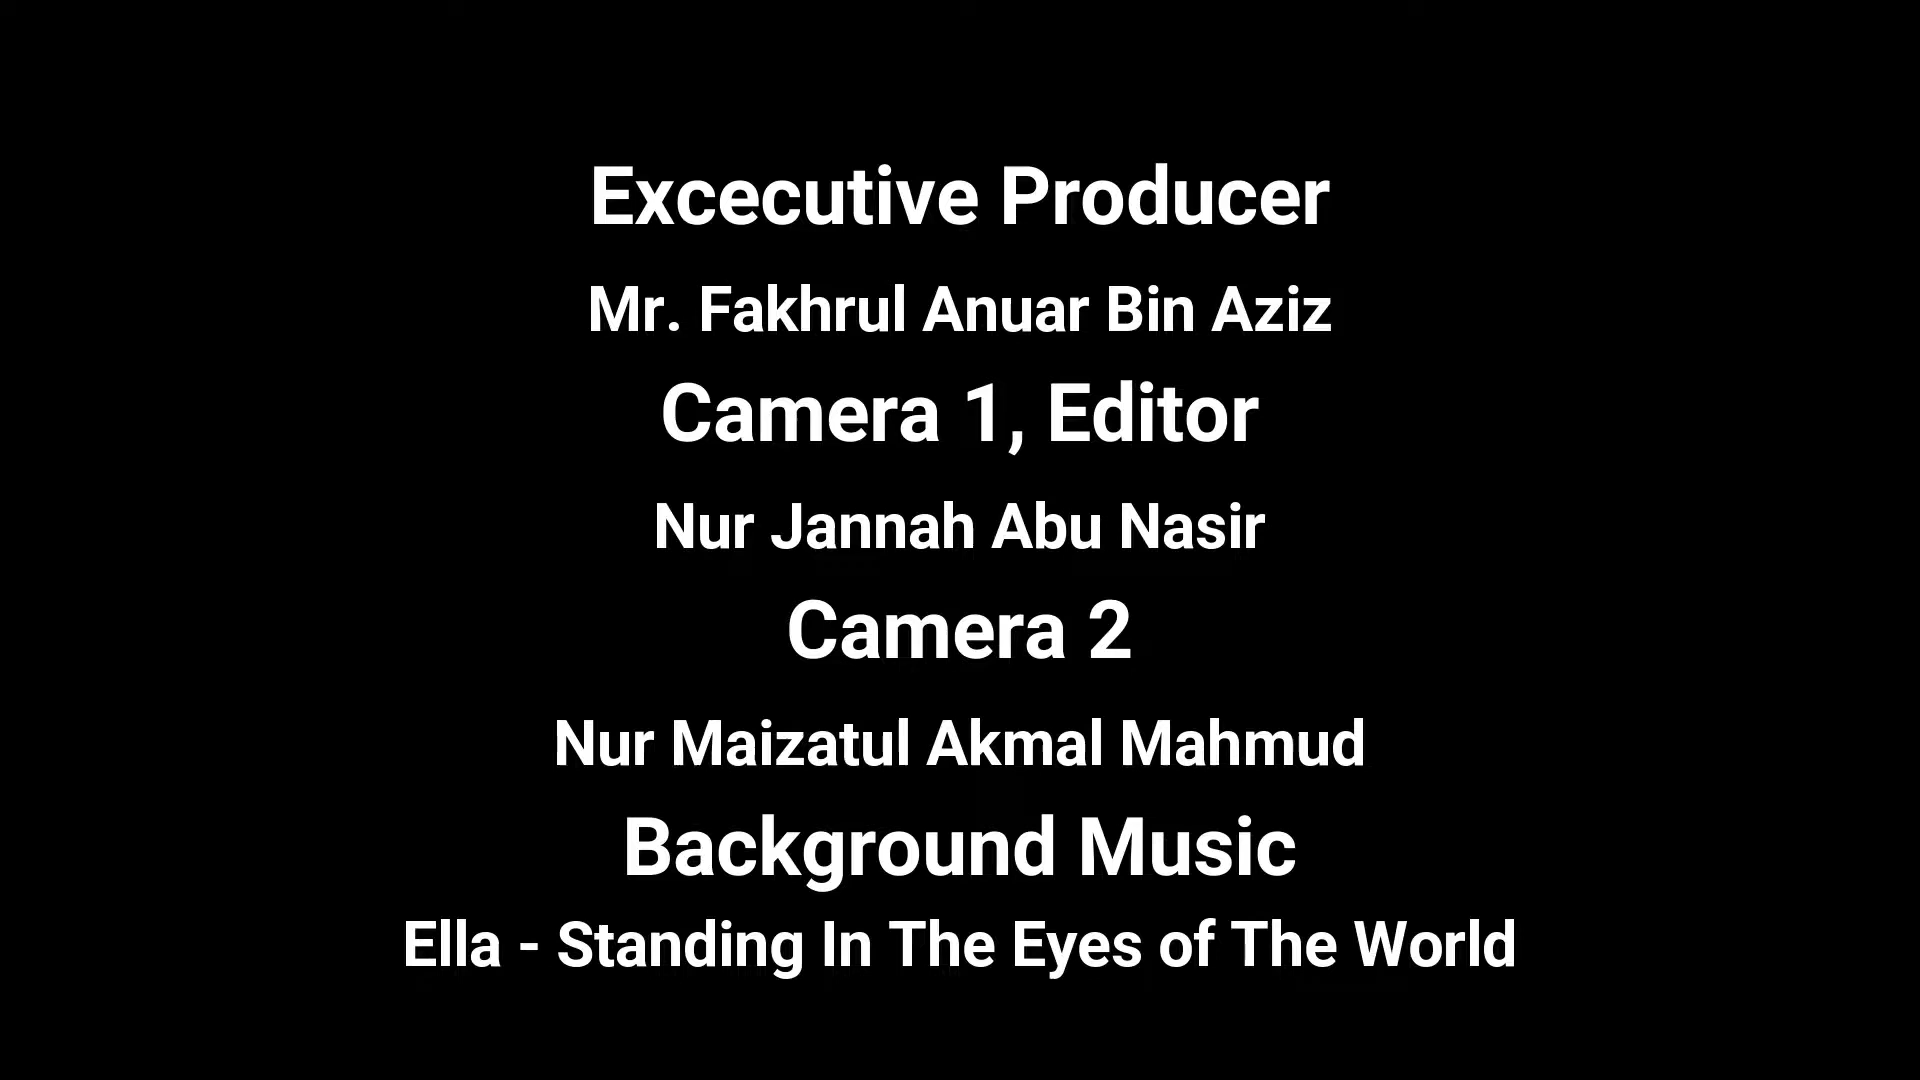 Excecutive Producer
Mr. Fakhrul Anuar Bin Aziz
Camera 1, Editor
Nur Jannah Abu Nasir
Camera 2
Nur Maizatul Akmal Mahmud
Background Music
Ella - Standing In The Eyes of The World